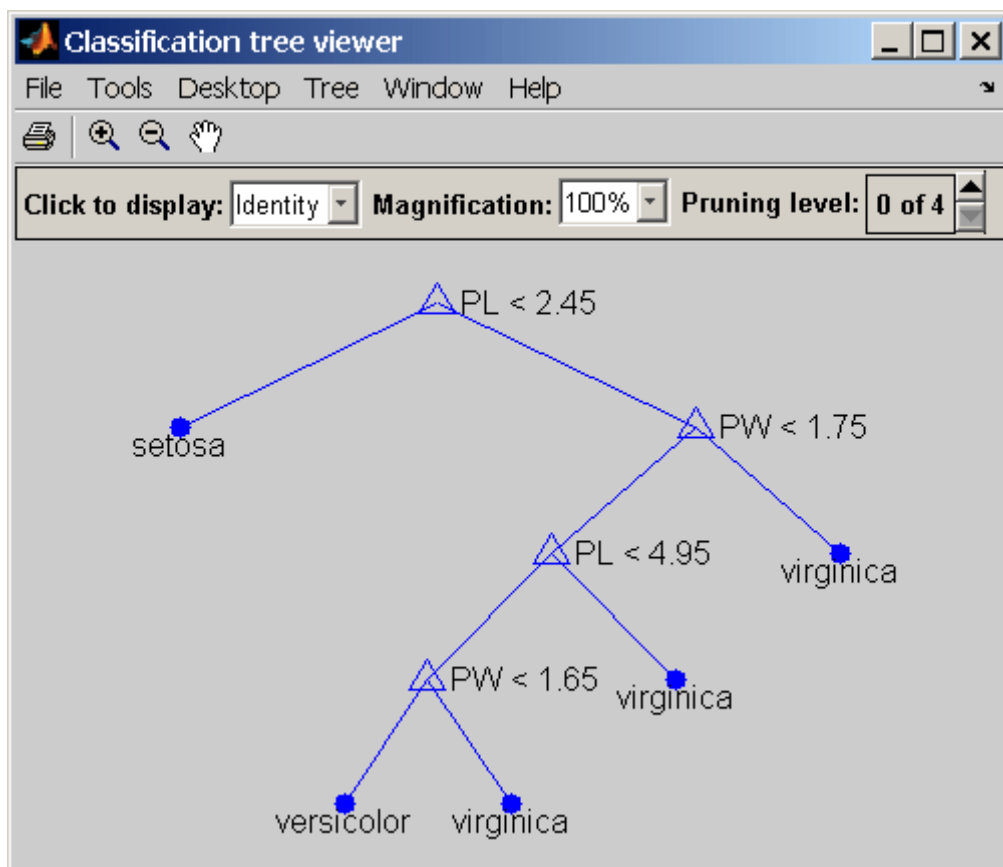 Classification tree viewer
File Tools Desktop Tree Window Help
Click to display: Identity Magnification: 100% Pruning level: 0 of 4
PL < 2.45
setosa
PW < 1.75
PL < 4.95
virginica
PW < 1.65
virginica
versicolor virginica